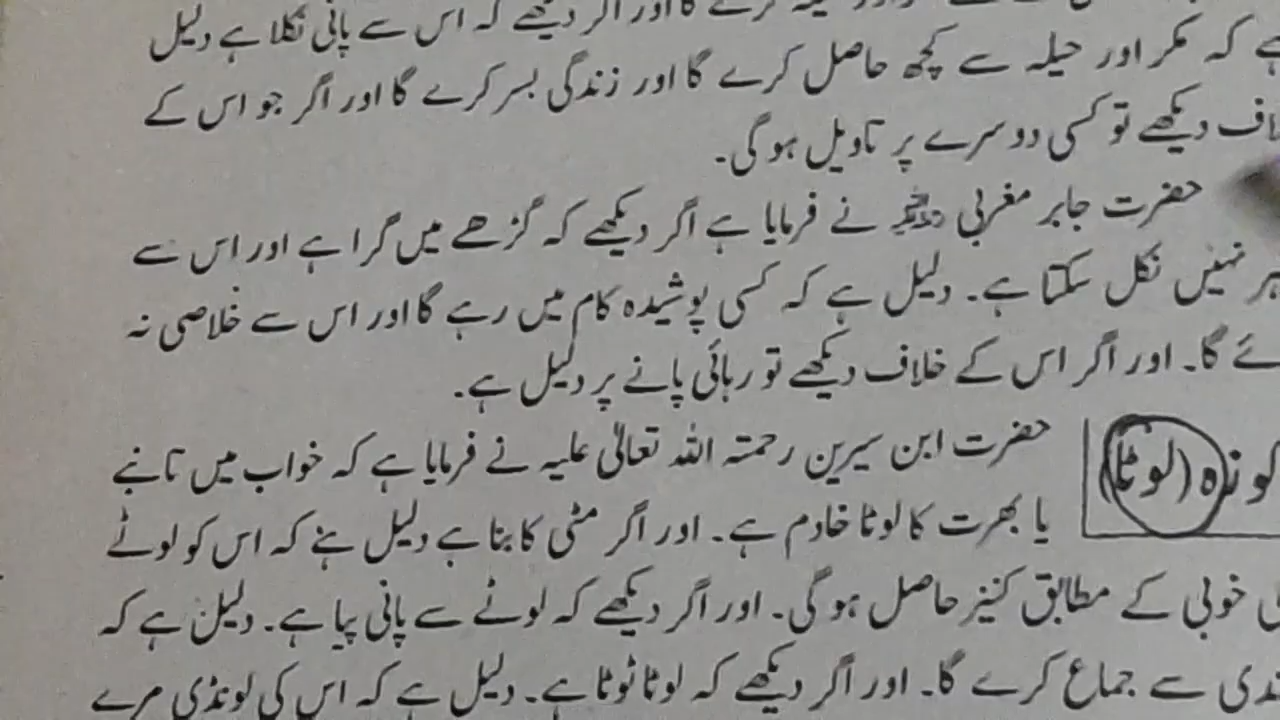 اور اگر دیکھے کہ اس سے پانی نکلا ہے دلیل
ہے کہ مکر اور حیلہ سے کچھ حاصل کرے گا اور زندگی بسر کرے گا اور اگر جو اس کے
دیکھے تو کسی دوسرے پر تاویل ہو گی۔
حضرت جابر مغربی نے فرمایا ہے اگر دیکھے کہ گڑھے میں گرا ہے اور اس سے
نہیں نکل سکتا ہے۔ دلیل ہے کہ کسی پوشیدہ کام میں رہے گا اور اس سے خلاصی نہ
گا۔ اور اگر اس کے خلاف دیکھے تو رہائی پانے پر دلیل ہے۔
کوزہ (لوٹا)
حضرت ابن سیرین رحمتہ اللہ تعالیٰ علیہ نے فرمایا ہے کہ خواب میں تانبے
یا بھرت کا لوٹا خادم ہے۔ اور اگر مٹی کا بنا ہے دلیل ہے کہ اس کو لوٹے
خوبی کے مطابق کنیز حاصل ہو گی۔ اور اگر دیکھے کہ لوٹے سے پانی پیا ہے۔ دلیل ہے کہ
سے جماع کرے گا۔ اور اگر دیکھے کہ لوٹا ٹوٹا ہے۔ دلیل ہے کہ اس کی لونڈی مرے